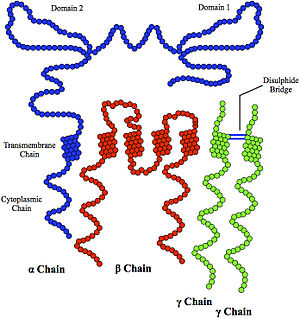 Domain 2
Domain 1
Disulphide
Bridge
Transmembrane
Chain
Cytoplasmic
Chain
α Chain
β Chain
γ Chain
γ Chain